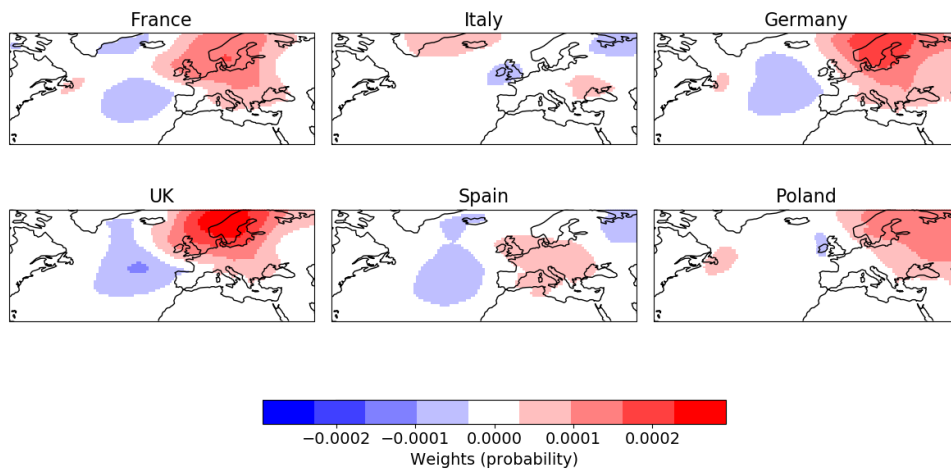 France Italy Germany
UK Spain Poland
−0.0002 −0.0001 0.0000 0.0001 0.0002
Weights (probability)